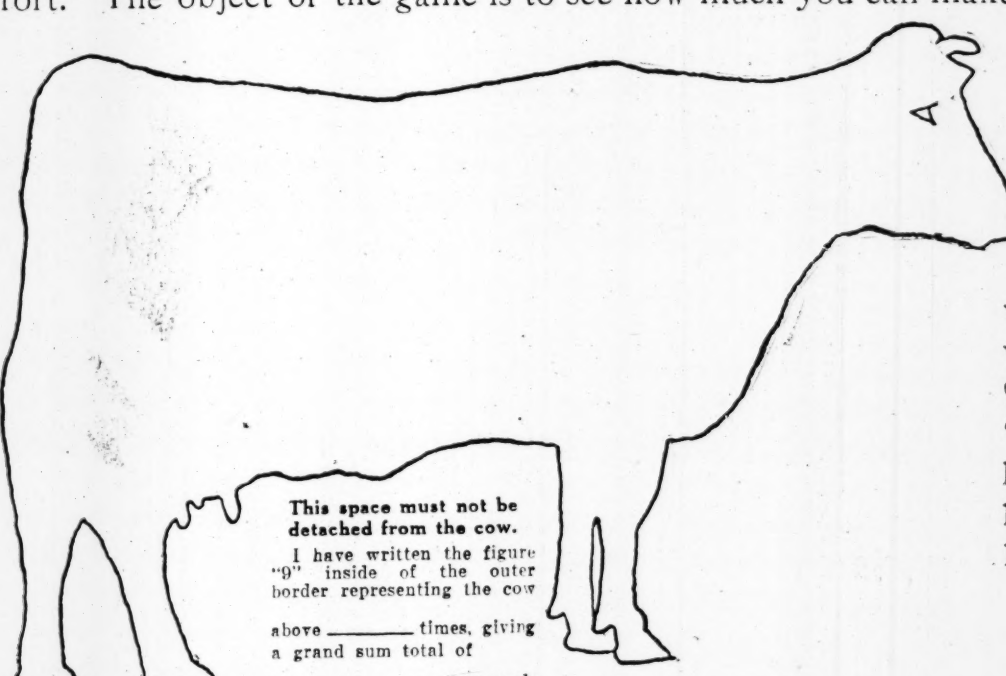 The object of the game is to see how much you can
This space must not be
detached from the cow.
I have written the figure
"9" inside of the outer
border representing the cow
above ________ times, giving
a grand sum total of